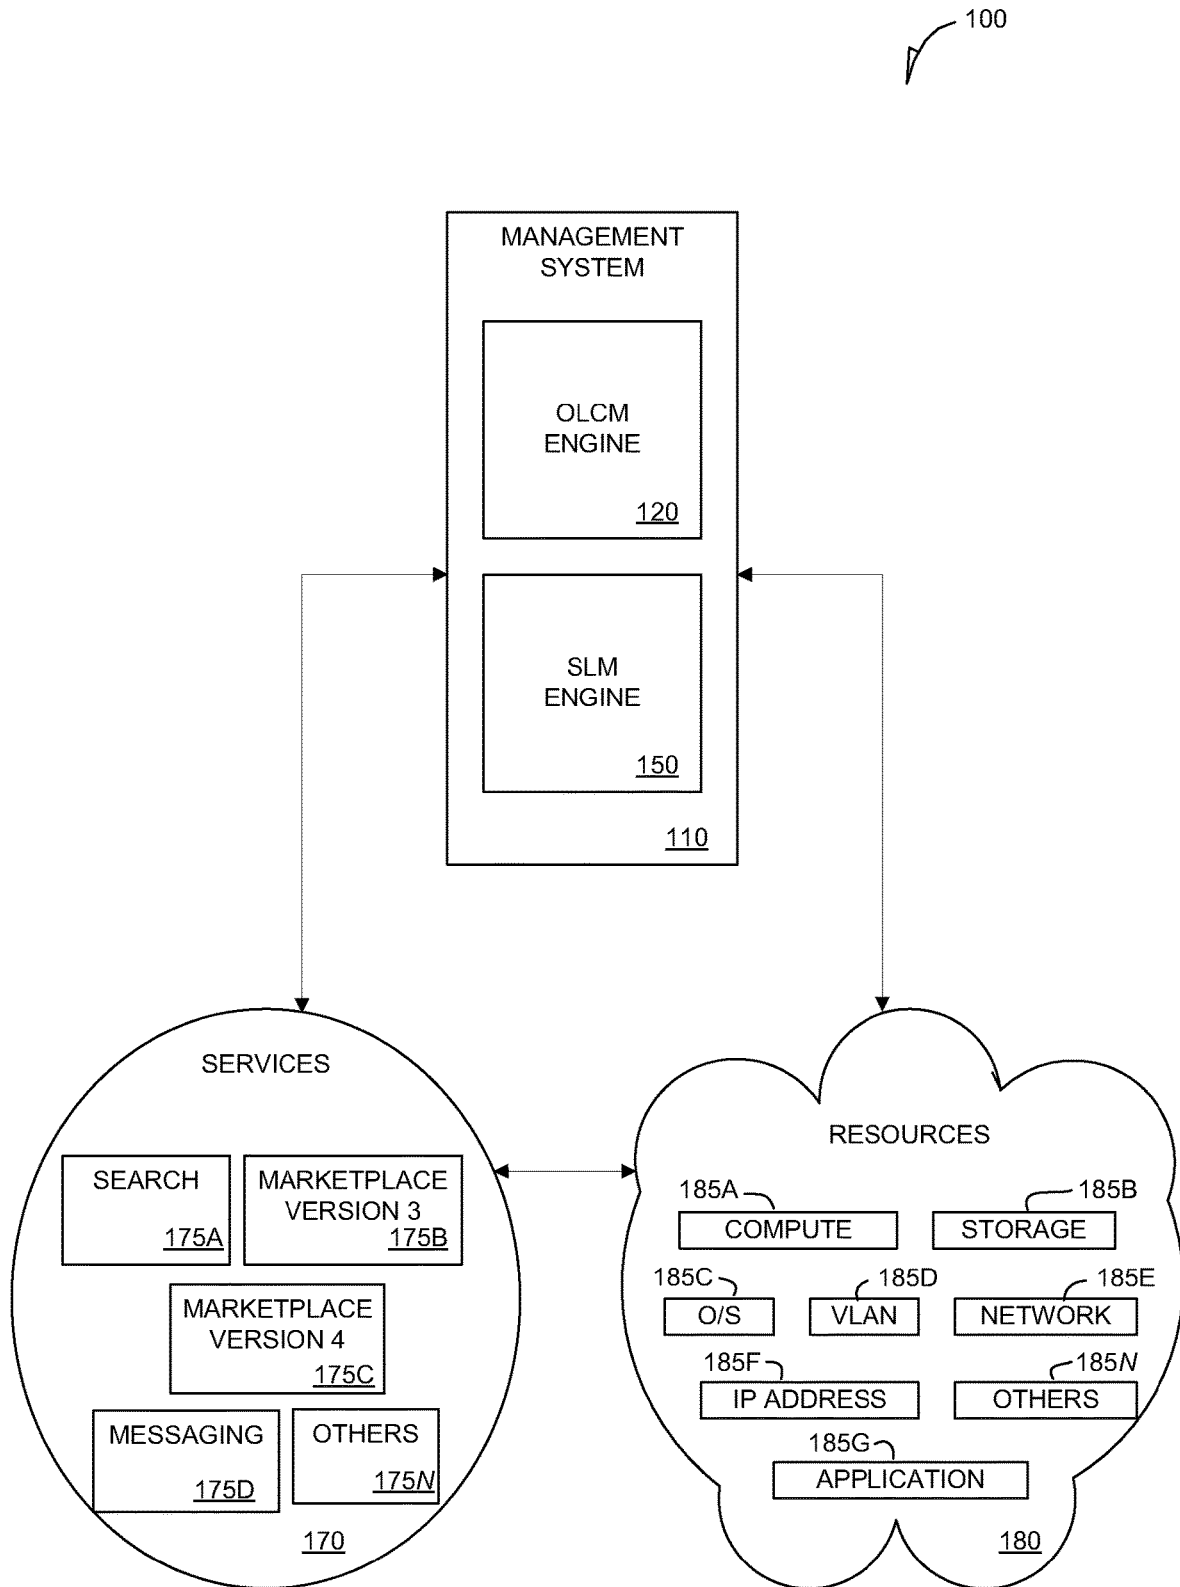 100
MANAGEMENT
SYSTEM
OLCM
ENGINE
120
SLM
ENGINE
150
110
SERVICES
SEARCH
175A
MARKETPLACE
VERSION 3
175B
MARKETPLACE
VERSION 4
175C
MESSAGING
175D
OTHERS
175N
170
RESOURCES
185A
COMPUTE
185B
STORAGE
185C
O/S
185D
VLAN
185E
NETWORK
185F
IP ADDRESS
185N
OTHERS
185G
APPLICATION
180